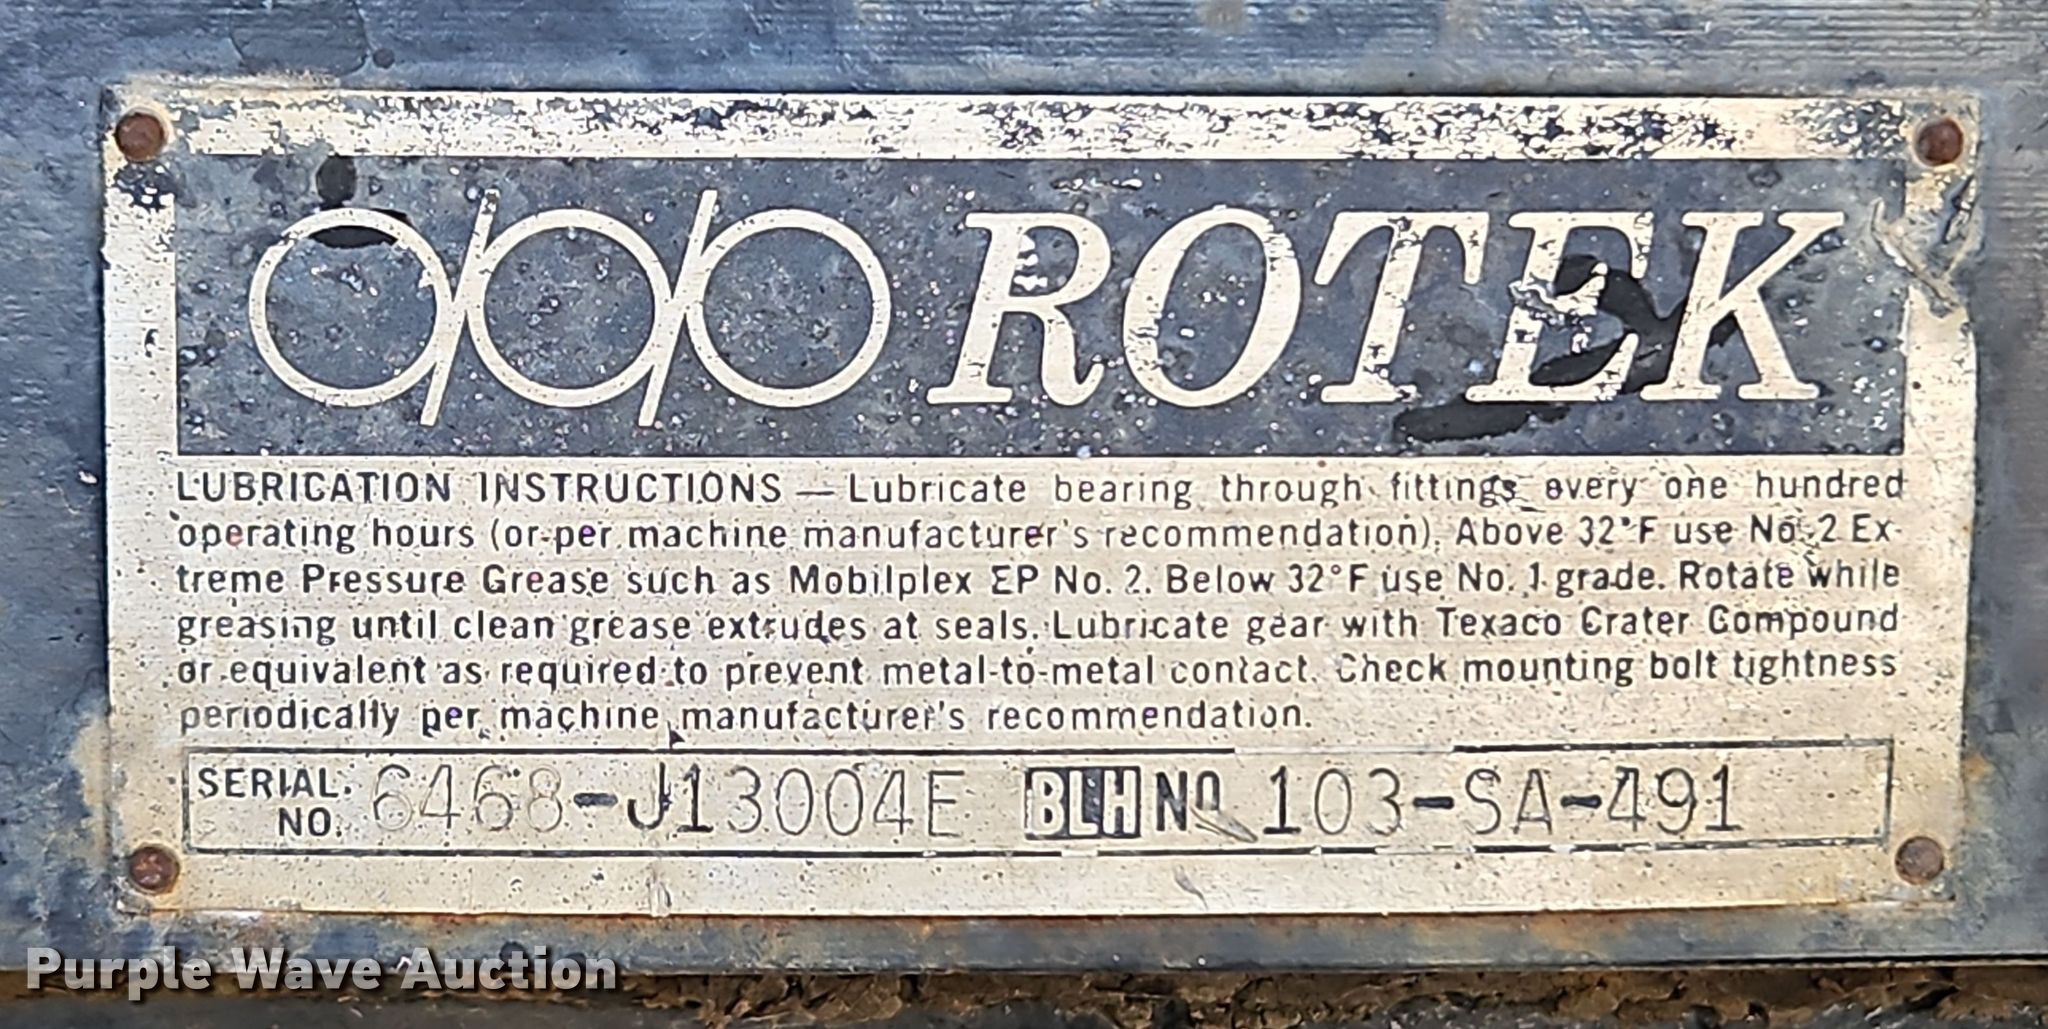 ROTEK
LUBRICATION INSTRUCTIONS — Lubricate bearing through fittings every one hundred
operating hours (or per machine manufacturer's recommendation). Above 32°F use No. 2 Ex-
treme Pressure Grease such as Mobilplex EP No. 2. Below 32°F use No. 1 grade. Rotate while
greasing until clean grease extrudes at seals. Lubricate gear with Texaco Crater Compound
or equivalent as required to prevent metal-to-metal contact. Check mounting bolt tightness
periodically per machine manufacturer's recommendation.
SERIAL NO. 6468-J13004E BLH NO 103-SA-491
Purple Wave Auction